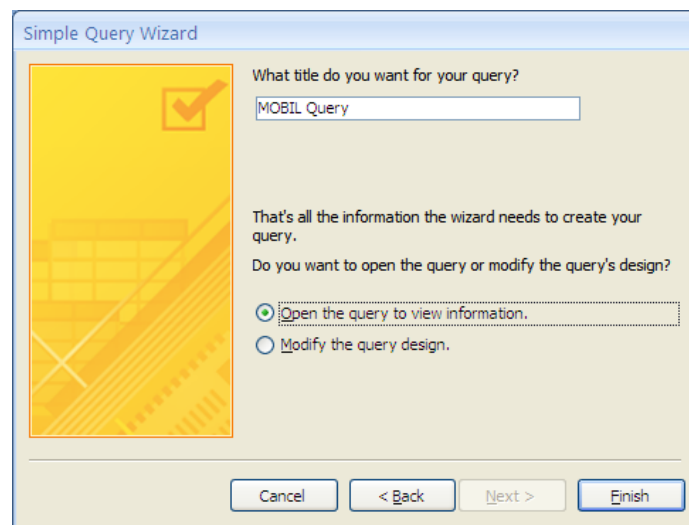 Simple Query Wizard
What title do you want for your query?
MOBIL Query
That's all the information the wizard needs to create your
query.
Do you want to open the query or modify the query's design?
Open the query to view information.
Modify the query design.
Cancel
< Back
Next >
Finish